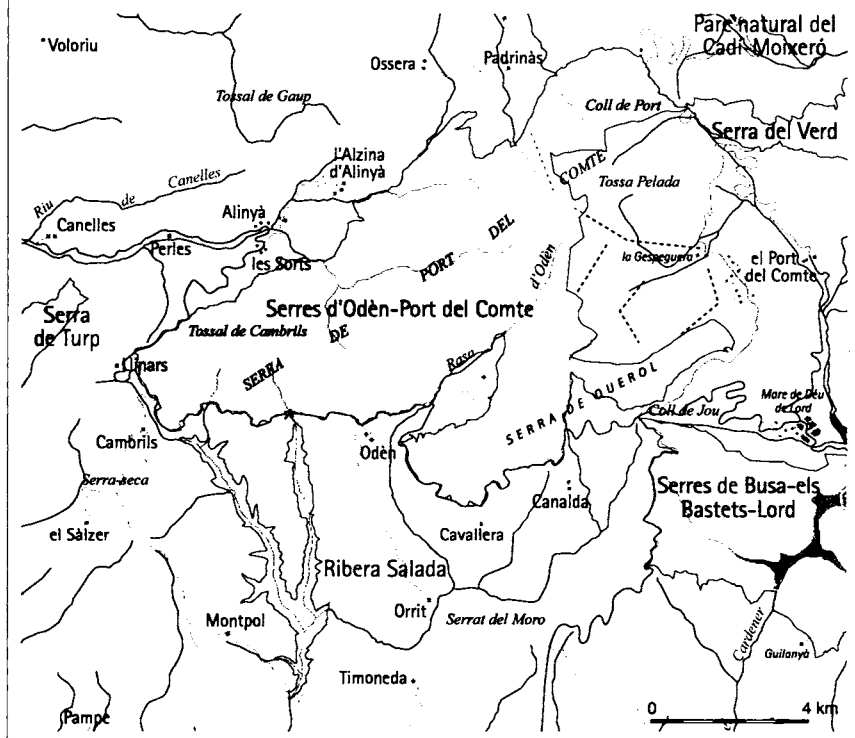 Parc natural del
Cadí-Moixeró
Voloriu
Ossera
Padrinàs
Tossal de Gaup
Coll de Port
Serra del Verd
l'Alzina
d'Alinyà
COMTE
Tossa Pelada
Riu de Canelles
Canelles
Alinyà
Perles
les Sorts
DEL
PORT
d'Odèn
la Gespeguera
el Port
del Comte
Serra
de Turp
Serres d'Odèn-Port del Comte
Tossal de Cambrils
DE
Llinars
SERRA
Rasa
SERRA DE QUEROL
Coll de Jou
Mare de Déu
de Lord
Cambrils
Odèn
Serra-seca
Canalda
Serres de Busa-els
Bastets-Lord
el Sàlzer
Cavallera
Ribera Salada
Montpol
Orrit
Serrat del Moro
Cardener
Guilanyà
Timoneda
Pampe
0 4 km